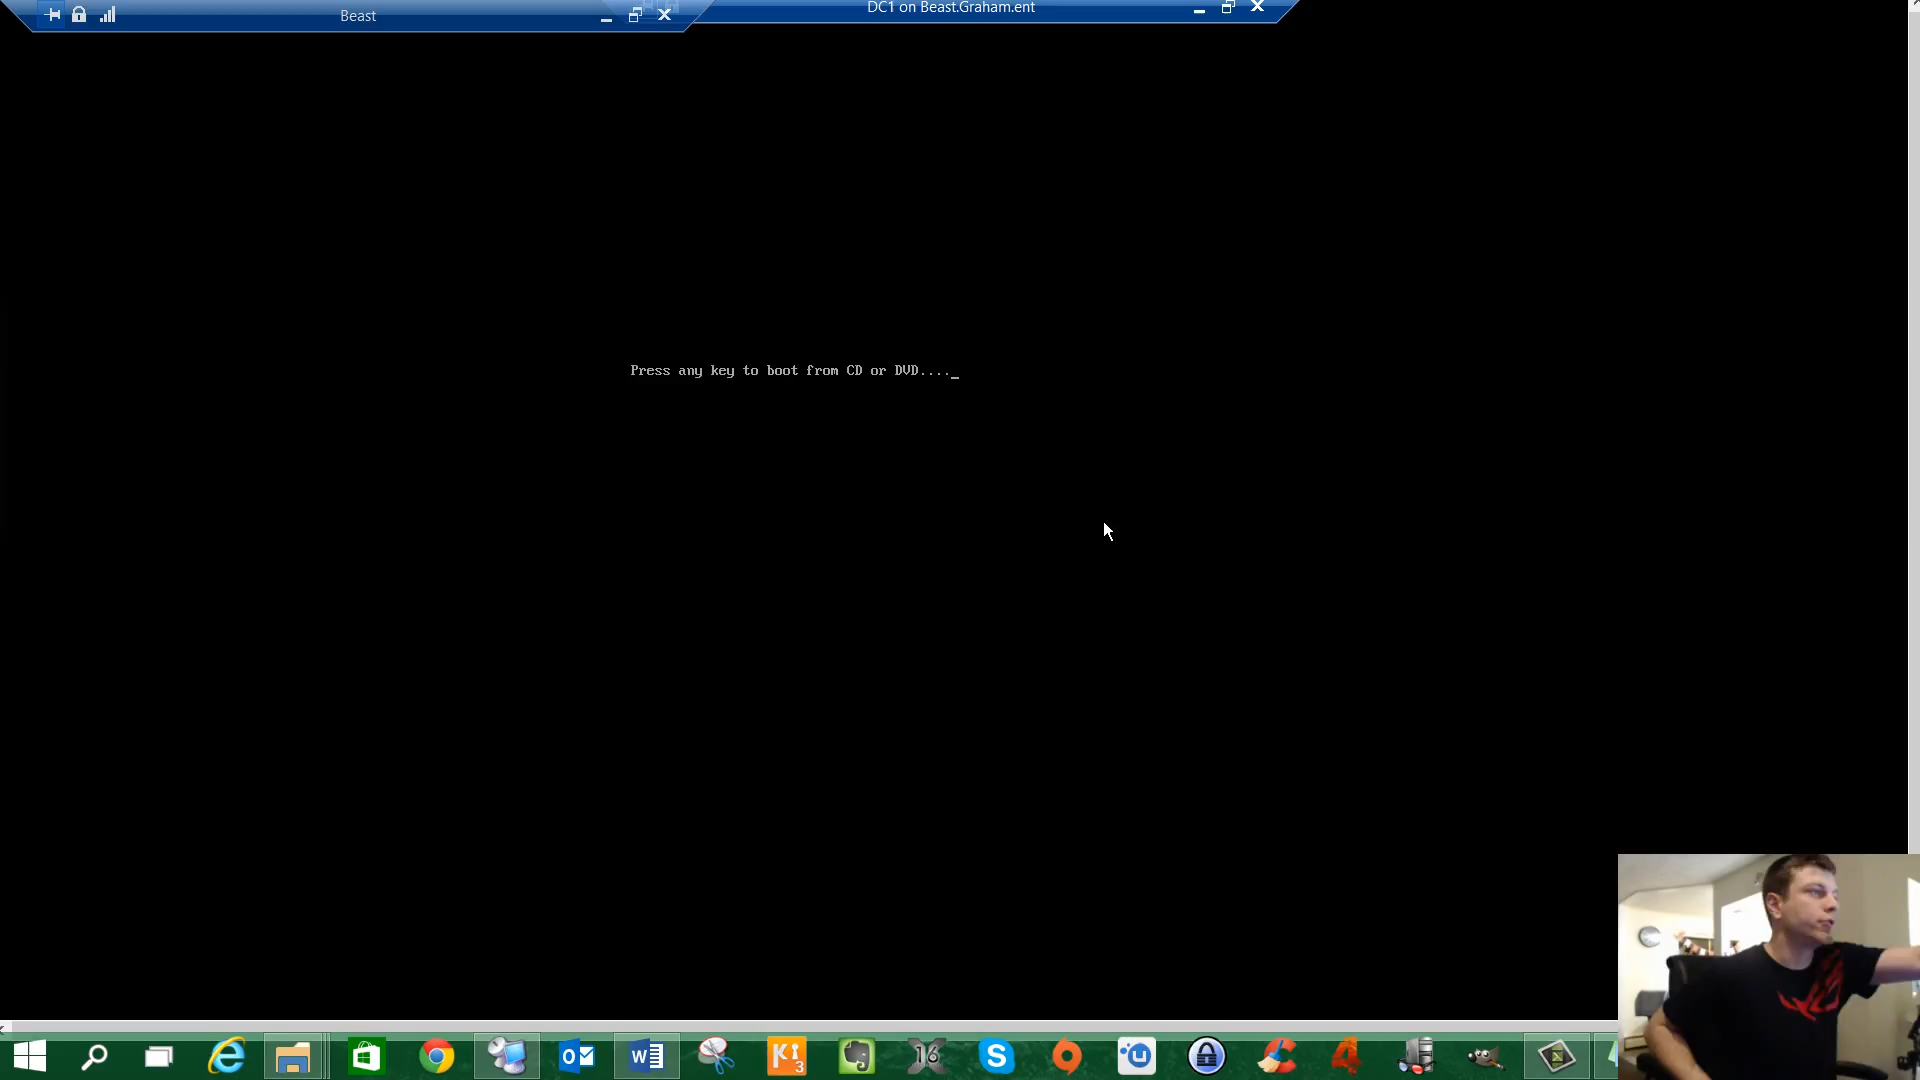 Beast
DC1 on Beast.Graham.ent
Press any key to boot from CD or DVD...._